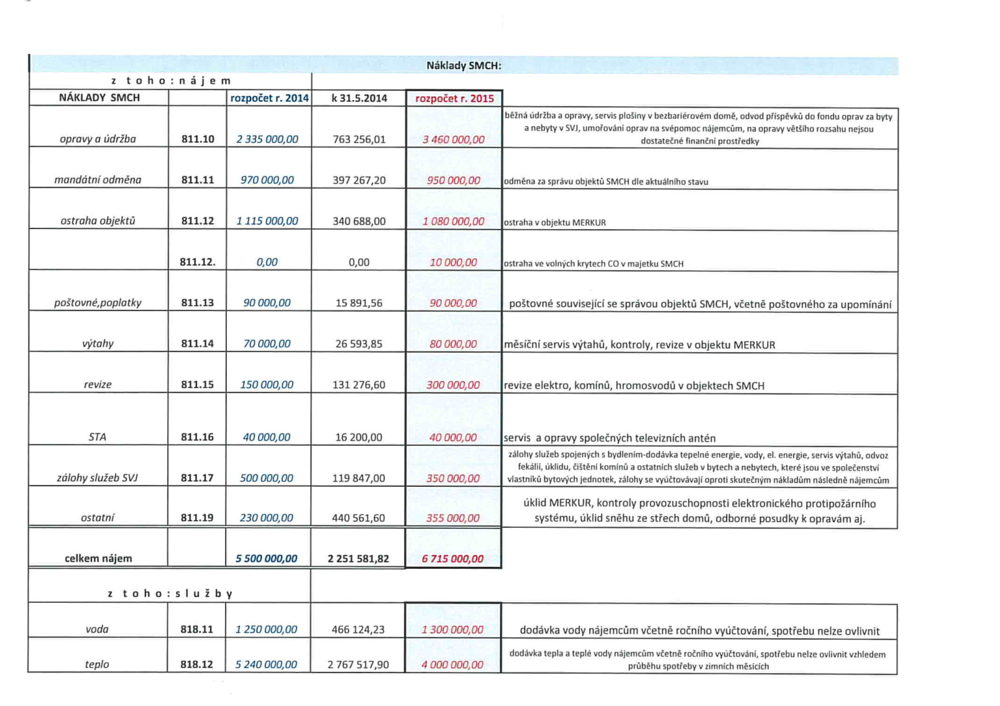 Náklady SMCH:
z toho:nájem
NÁKLADY SMCH rozpočet r. 2014 k 31.5.2014 rozpočet r. 2015
běžná údržba a opravy, servis plošiny v bezbariérovém domě, odvod příspěvků do fondu oprav za byty
a nebyty v SVJ, umořování oprav na svépomoc nájemcům, na opravy většího rozsahu nejsou
dostatečné finanční prostředky
opravy a údržba 811.10 2 335 000,00 763 256,01 3 460 000,00
mandátní odměna 811.11 970 000,00 397 267,20 950 000,00 odměna za správu objektů SMCH dle aktuálního stavu
ostraha objektů 811.12 1 115 000,00 340 688,00 1 080 000,00 ostraha v objektu MERKUR
811.12. 0,00 0,00 10 000,00 ostraha ve volných krytech CO v majetku SMCH
poštovné,poplatky 811.13 90 000,00 15 891,56 90 000,00 poštovné související se správou objektů SMCH, včetně poštovného za upomínání
výtahy 811.14 70 000,00 26 593,85 80 000,00 měsíční servis výtahů, kontroly, revize v objektu MERKUR
revize 811.15 150 000,00 131 276,60 300 000,00 revize elektro, komínů, hromosvodů v objektech SMCH
STA 811.16 40 000,00 16 200,00 40 000,00 servis a opravy společných televizních antén
zálohy služeb spojených s bydlením-dodávka tepelné energie, vody, el. energie, servis výtahů, odvoz
fekálií, úklidu, čištění komínů a ostatních služeb v bytech a nebytech, které jsou ve společenství
vlastníků bytových jednotek, zálohy se vyúčtovávají oproti skutečným nákladům následně nájemcům
zálohy služeb SVJ 811.17 500 000,00 119 847,00 350 000,00
úklid MERKUR, kontroly provozuschopnosti elektronického protipožárního
systému, úklid sněhu ze střech domů, odborné posudky k opravám aj.
ostatní 811.19 230 000,00 440 561,60 355 000,00
celkem nájem 5 500 000,00 2 251 581,82 6 715 000,00
z toho:služby
voda 818.11 1 250 000,00 466 124,23 1 300 000,00 dodávka vody nájemcům včetně ročního vyúčtování, spotřebu nelze ovlivnit
dodávka tepla a teplé vody nájemcům včetně ročního vyúčtování, spotřebu nelze ovlivnit vzhledem
průběhu spotřeby v zimních měsících
teplo 818.12 5 240 000,00 2 767 517,90 4 000 000,00